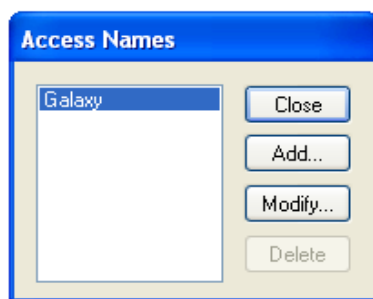 Access Names
Galaxy
Close
Add...
Modify...
Delete